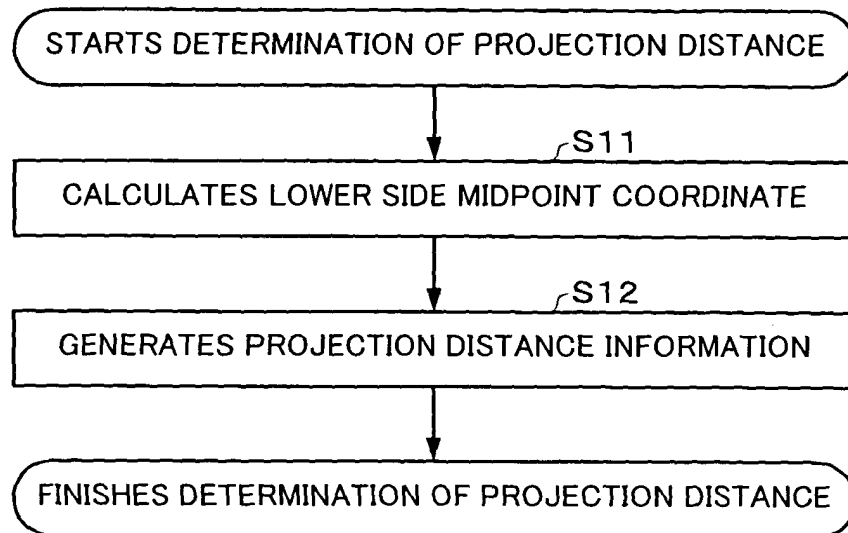 STARTS DETERMINATION OF PROJECTION DISTANCE
S11
CALCULATES LOWER SIDE MIDPOINT COORDINATE
S12
GENERATES PROJECTION DISTANCE INFORMATION
FINISHES DETERMINATION OF PROJECTION DISTANCE